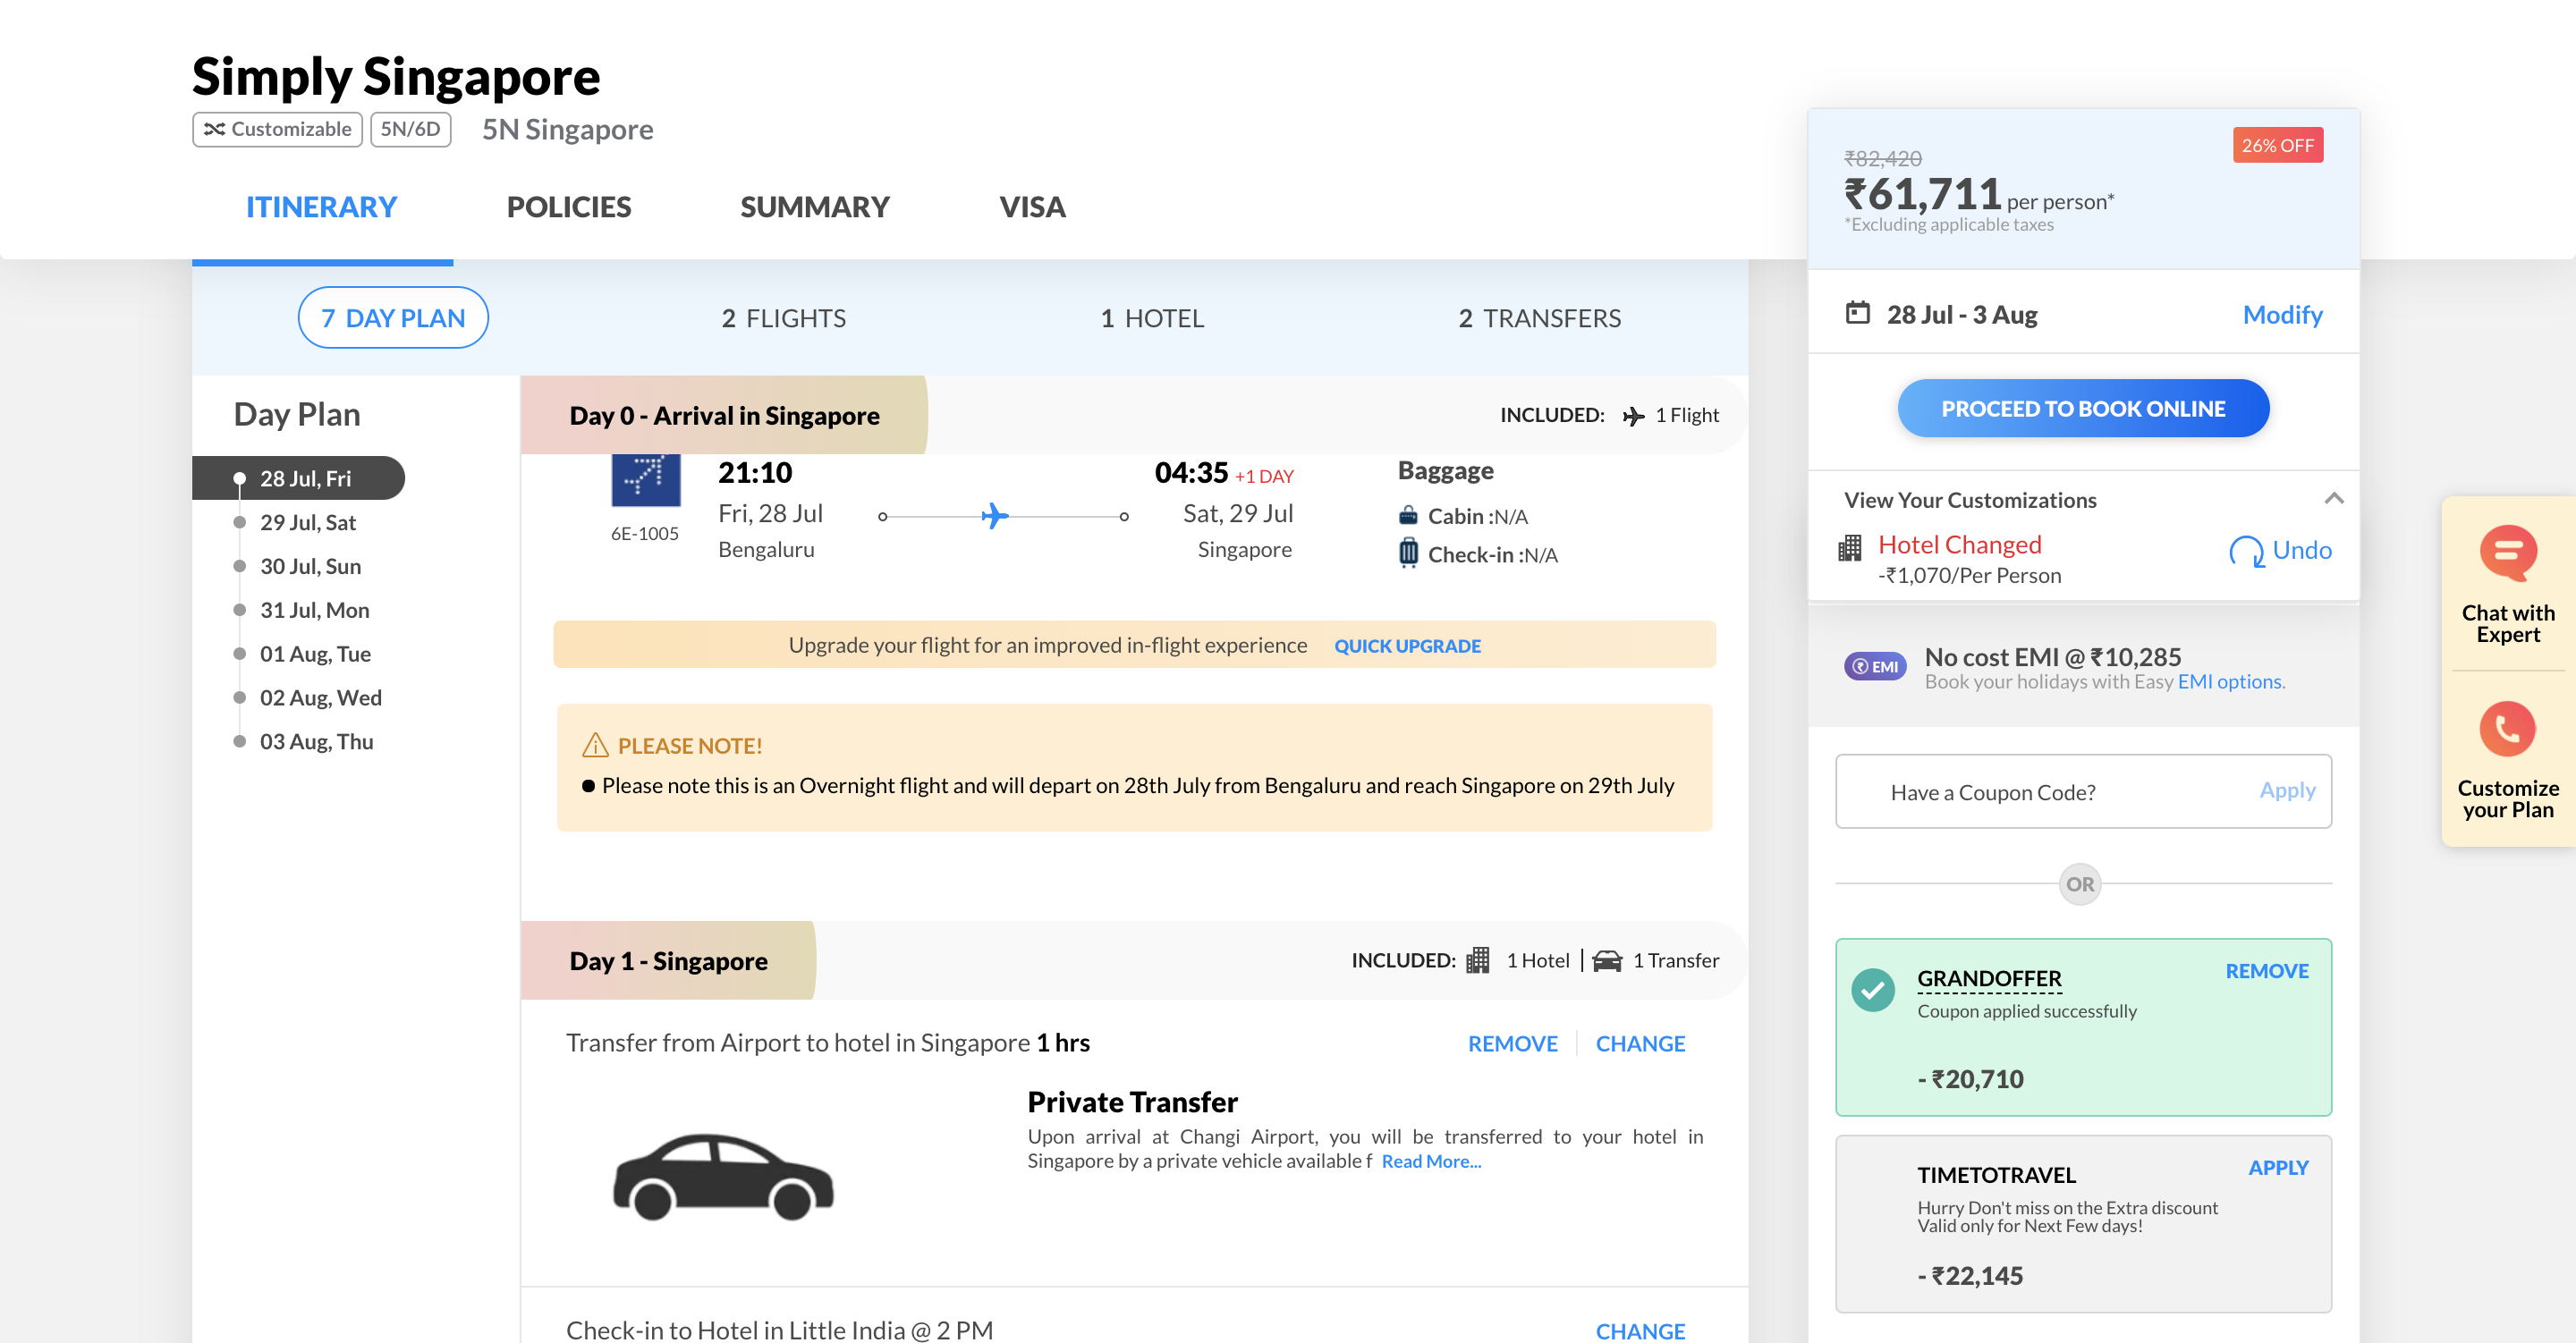 Simply Singapore
Customizable
5N/6D
5N Singapore
ITINERARY
POLICIES
SUMMARY
VISA
7 DAY PLAN
2 FLIGHTS
1 HOTEL
2 TRANSFERS
Day Plan
28 Jul, Fri
29 Jul, Sat
30 Jul, Sun
31 Jul, Mon
01 Aug, Tue
02 Aug, Wed
03 Aug, Thu
Day 0 - Arrival in Singapore
INCLUDED: 1 Flight
6E-1005
21:10
Fri, 28 Jul
Bengaluru
04:35 +1 DAY
Sat, 29 Jul
Singapore
Baggage
Cabin :N/A
Check-in :N/A
Upgrade your flight for an improved in-flight experience QUICK UPGRADE
PLEASE NOTE!
Please note this is an Overnight flight and will depart on 28th July from Bengaluru and reach Singapore on 29th July
Day 1 - Singapore
INCLUDED: 1 Hotel | 1 Transfer
Transfer from Airport to hotel in Singapore 1 hrs
REMOVE
CHANGE
Private Transfer
Upon arrival at Changi Airport, you will be transferred to your hotel in
Singapore by a private vehicle available f Read More...
Check-in to Hotel in Little India @ 2 PM
CHANGE
₹82,420
26% OFF
₹61,711 per person*
*Excluding applicable taxes
28 Jul - 3 Aug
Modify
PROCEED TO BOOK ONLINE
View Your Customizations
Hotel Changed
-₹1,070/Per Person
Undo
EMI
No cost EMI @ ₹10,285
Book your holidays with Easy EMI options.
Have a Coupon Code?
Apply
OR
GRANDOFFER
REMOVE
Coupon applied successfully
- ₹20,710
TIMETOTRAVEL
APPLY
Hurry Don't miss on the Extra discount
Valid only for Next Few days!
- ₹22,145
Chat with
Expert
Customize
your Plan